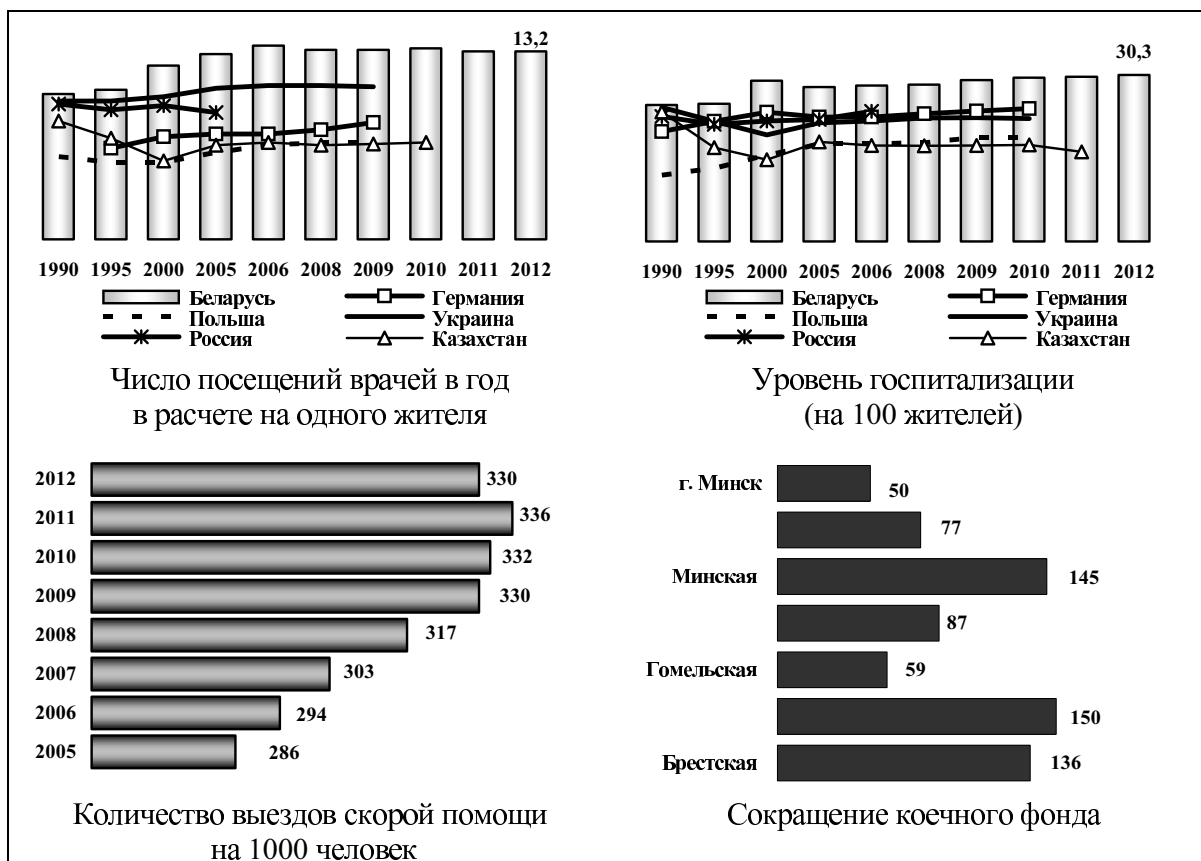 13,2
1990 1995 2000 2005 2006 2008 2009 2010 2011 2012
Беларусь Германия
Польша Украина
Россия Казахстан
Число посещений врачей в год
в расчете на одного жителя
30,3
1990 1995 2000 2005 2006 2008 2009 2010 2011 2012
Беларусь Германия
Польша Украина
Россия Казахстан
Уровень госпитализации
(на 100 жителей)
2012 330
2011 336
2010 332
2009 330
2008 317
2007 303
2006 294
2005 286
Количество выездов скорой помощи
на 1000 человек
г. Минск 50
77
Минская 145
87
Гомельская 59
150
Брестская 136
Сокращение коечного фонда